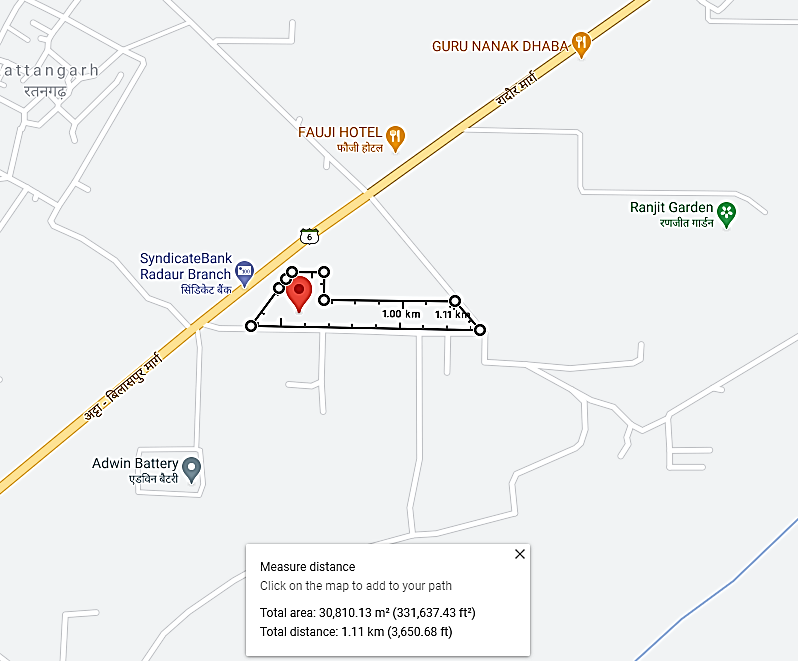 GURU NANAK DHABA
attangarh
रतनगढ़
रादौर मार्ग
FAUJI HOTEL
फौजी होटल
Ranjit Garden
रणजीत गार्डन
6
SyndicateBank
Radaur Branch
सिंडिकेट बैंक
1.00 km
1.11 km
अट्टा - बिलासपुर मार्ग
Adwin Battery
एडविन बैटरी
Measure distance
Click on the map to add to your path
Total area: 30,810.13 m² (331,637.43 ft²)
Total distance: 1.11 km (3,650.68 ft)